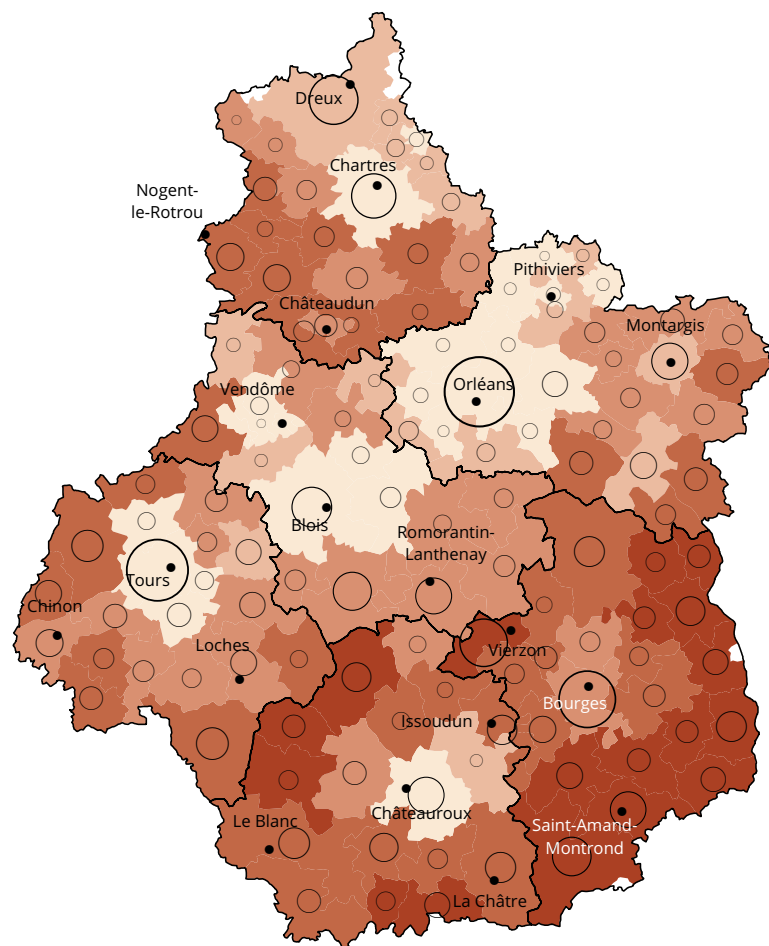 Dreux
Chartres
Nogent-
le-Rotrou
Pithiviers
Châteaudun
Montargis
Vendôme
Orléans
Blois
Romorantin-
Lanthenay
Tours
Chinon
Loches
Vierzon
Bourges
Issoudun
Châteauroux
Le Blanc
Saint-Amand-
Montrond
La Châtre